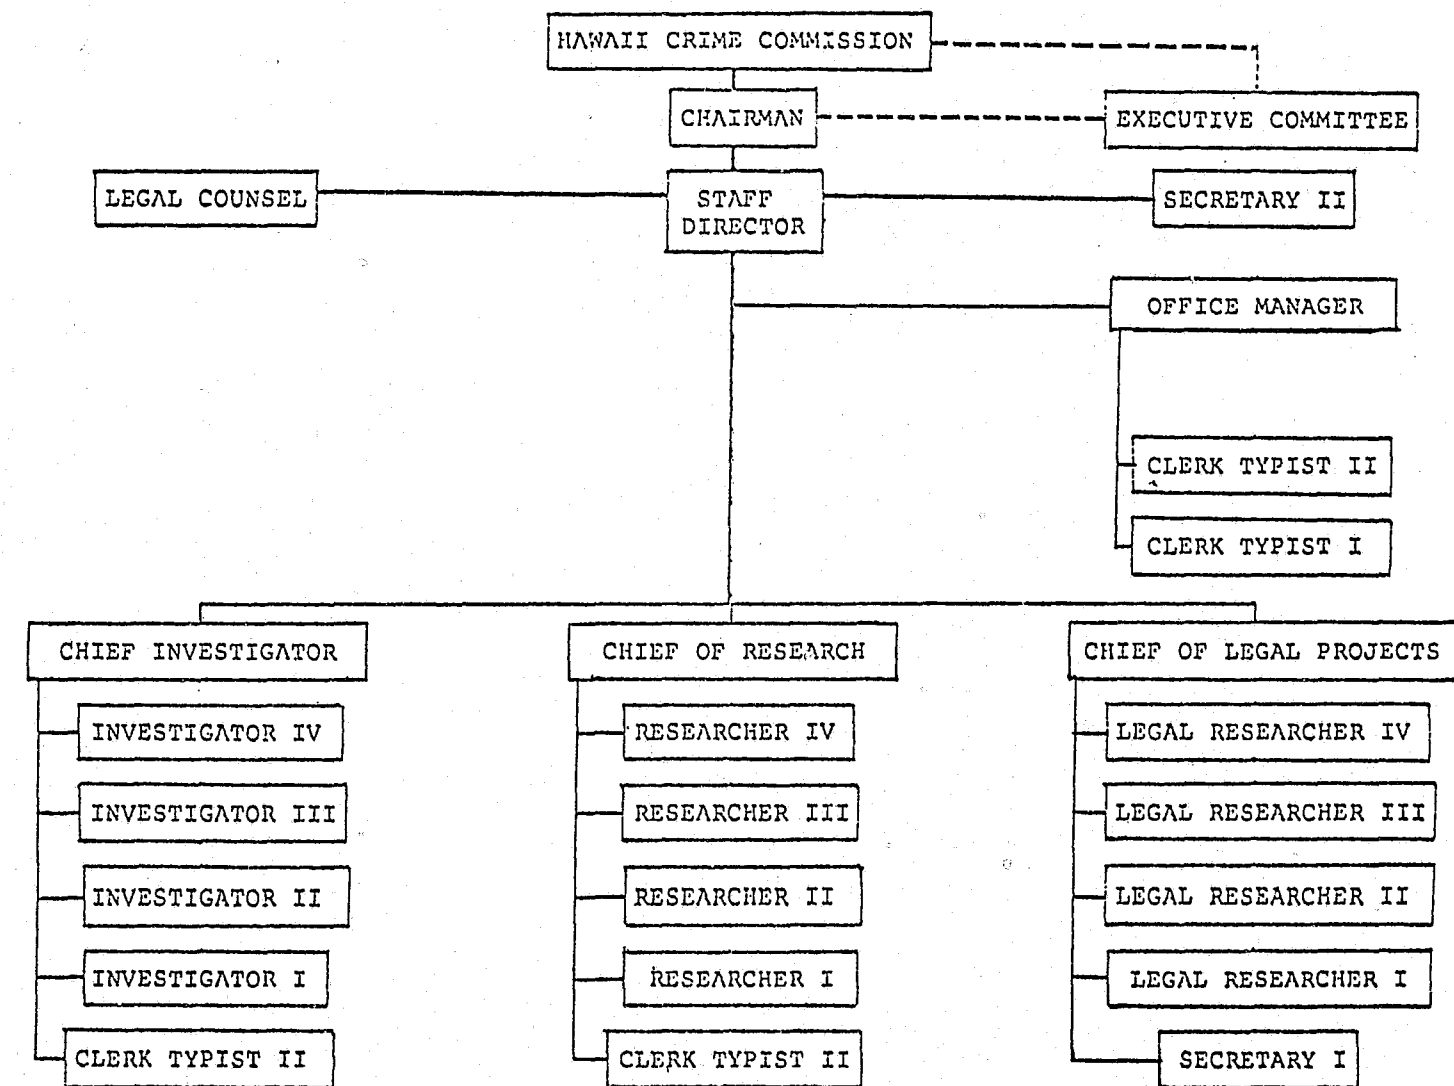 HAWAII CRIME COMMISSION
CHAIRMAN
EXECUTIVE COMMITTEE
LEGAL COUNSEL
STAFF
DIRECTOR
SECRETARY II
OFFICE MANAGER
CLERK TYPIST II
CLERK TYPIST I
CHIEF INVESTIGATOR
INVESTIGATOR IV
INVESTIGATOR III
INVESTIGATOR II
INVESTIGATOR I
CLERK TYPIST II
CHIEF OF RESEARCH
RESEARCHER IV
RESEARCHER III
RESEARCHER II
RESEARCHER I
CLERK TYPIST II
CHIEF OF LEGAL PROJECTS
LEGAL RESEARCHER IV
LEGAL RESEARCHER III
LEGAL RESEARCHER II
LEGAL RESEARCHER I
SECRETARY I